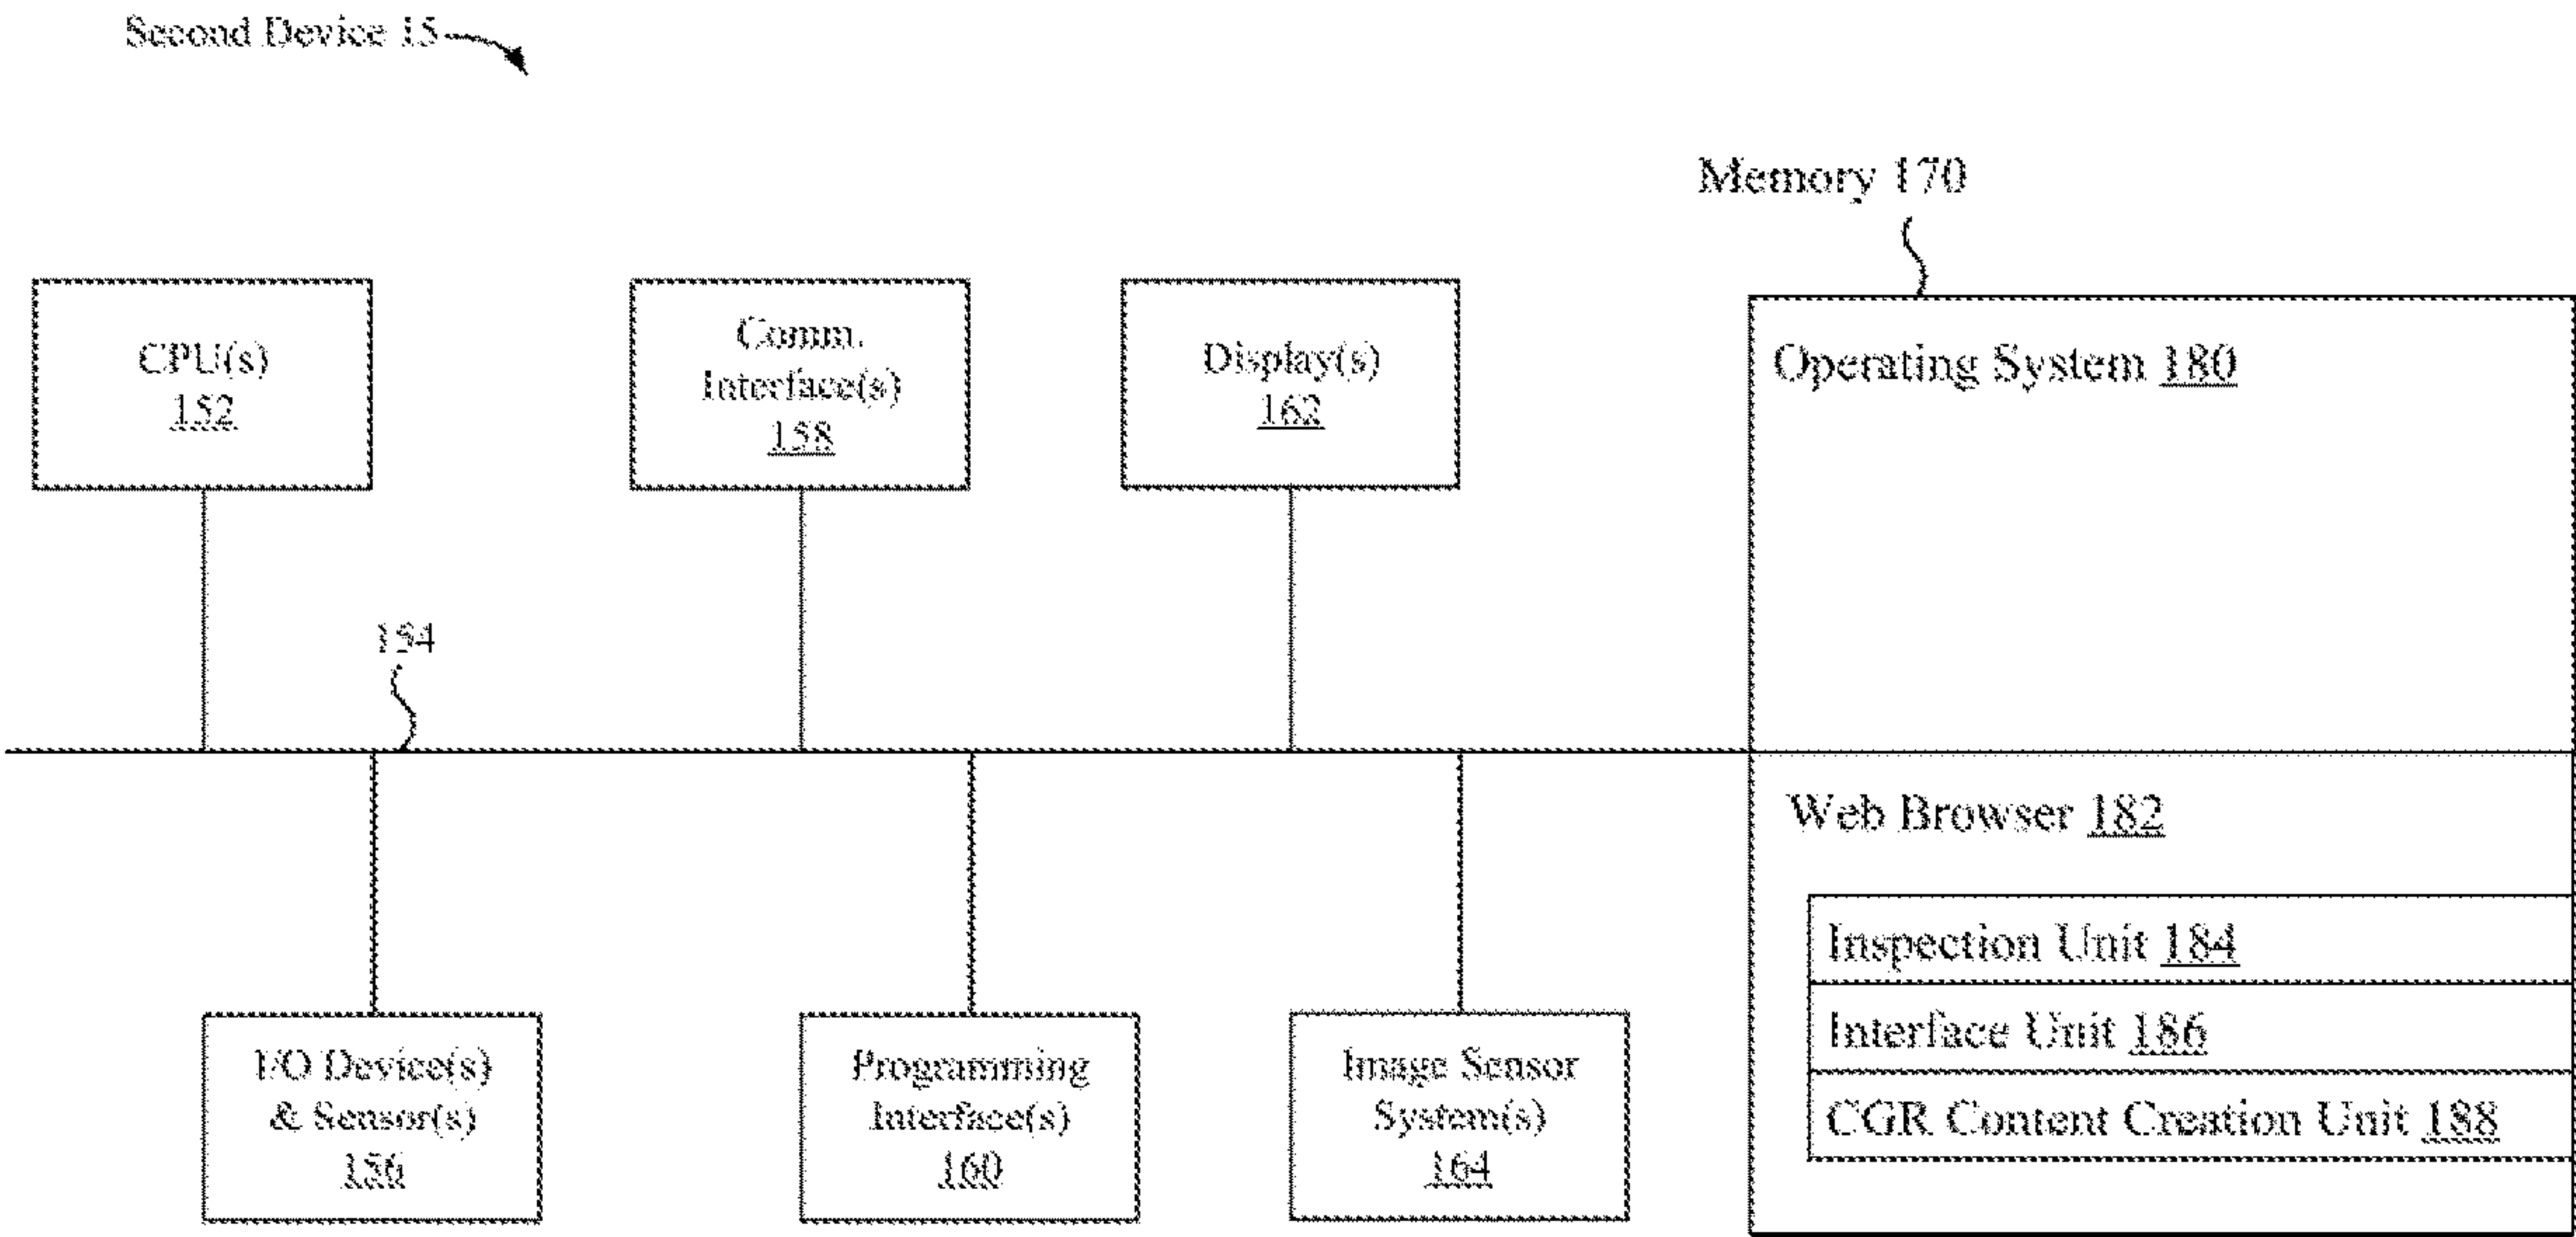 Second Device 15
Memory 170
CPU(s)
152
Comm.
Interface(s)
158
Display(s)
162
Operating System 180
154
Web Browser 182
Inspection Unit 184
Interface Unit 186
CGR Content Creation Unit 188
I/O Device(s)
& Sensor(s)
156
Programming
Interface(s)
160
Image Sensor
System(s)
164